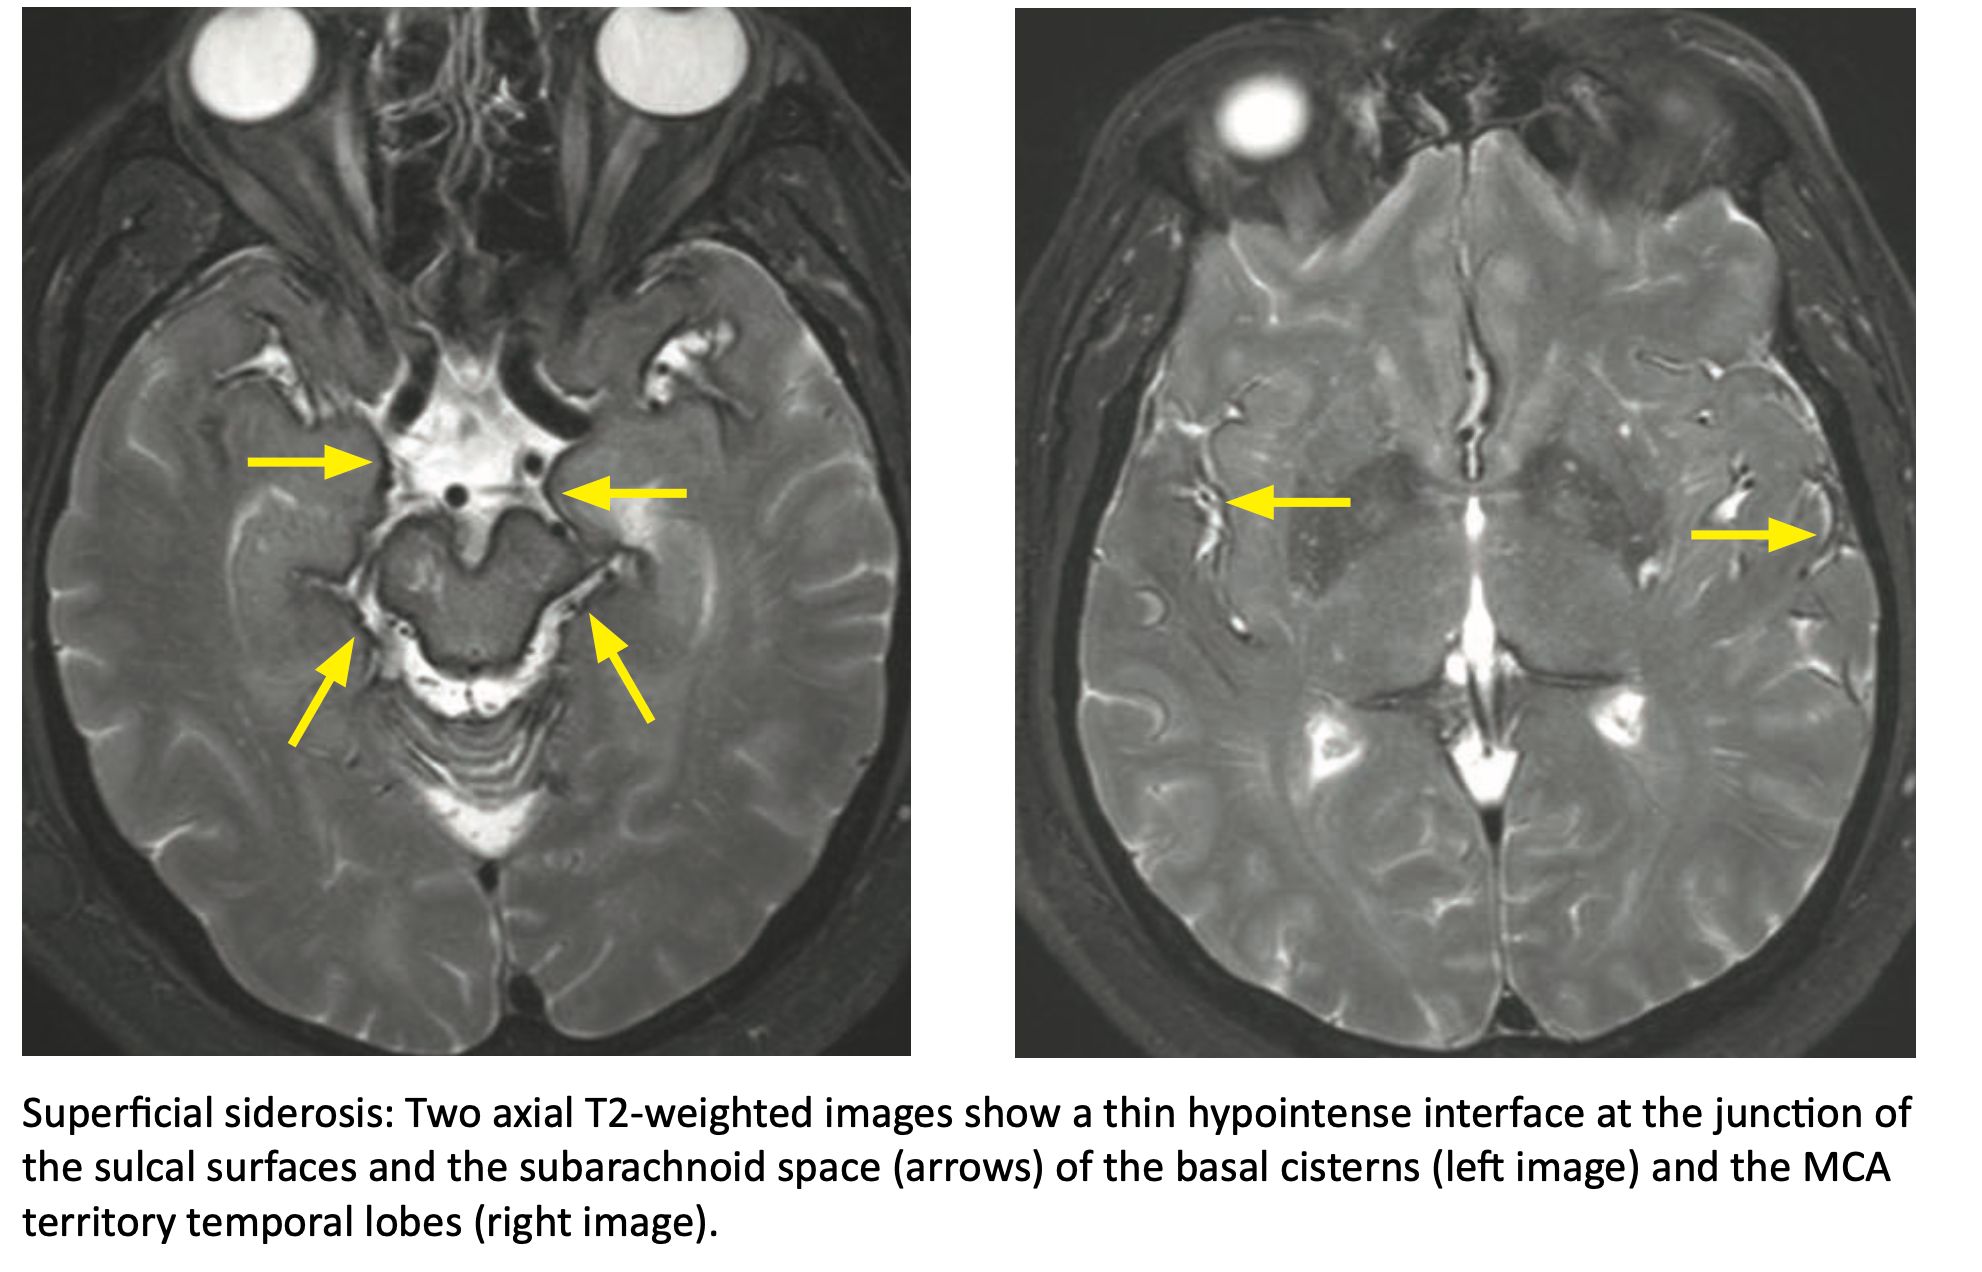 Superficial siderosis: Two axial T2-weighted images show a thin hypointense interface at the junction of
the sulcal surfaces and the subarachnoid space (arrows) of the basal cisterns (left image) and the MCA
territory temporal lobes (right image).